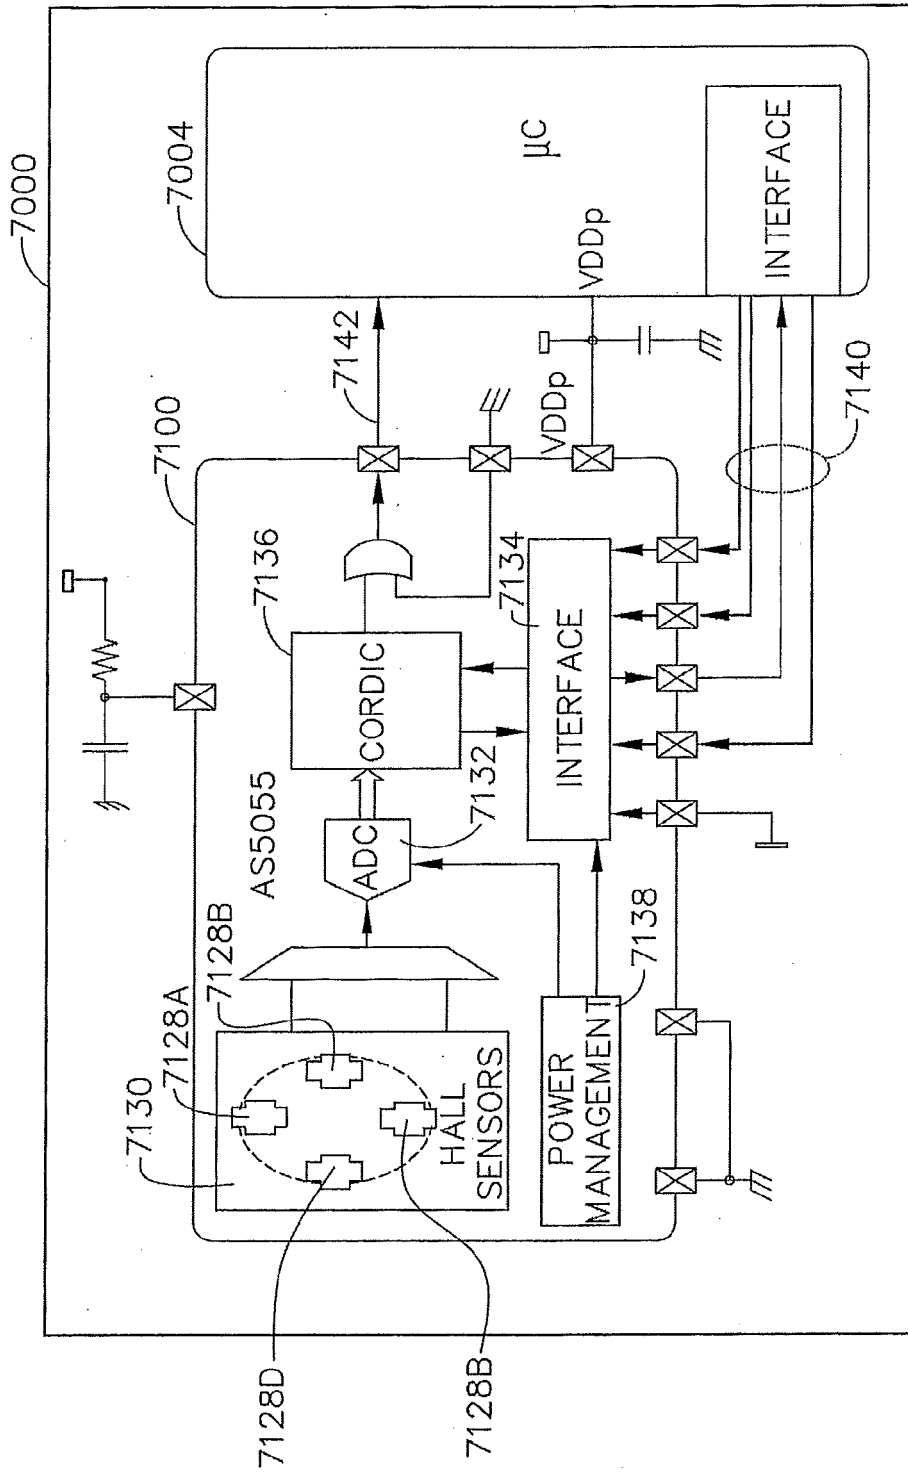 7000
7004
μC
VDDp
INTERFACE
7142
VDDp
7140
7100
7136
7134
CORDIC
INTERFACE
7132
AS5055
ADC
7128B
7128A
7130
HALL
SENSORS
7138
POWER
MANAGEMENT
7128D
7128B